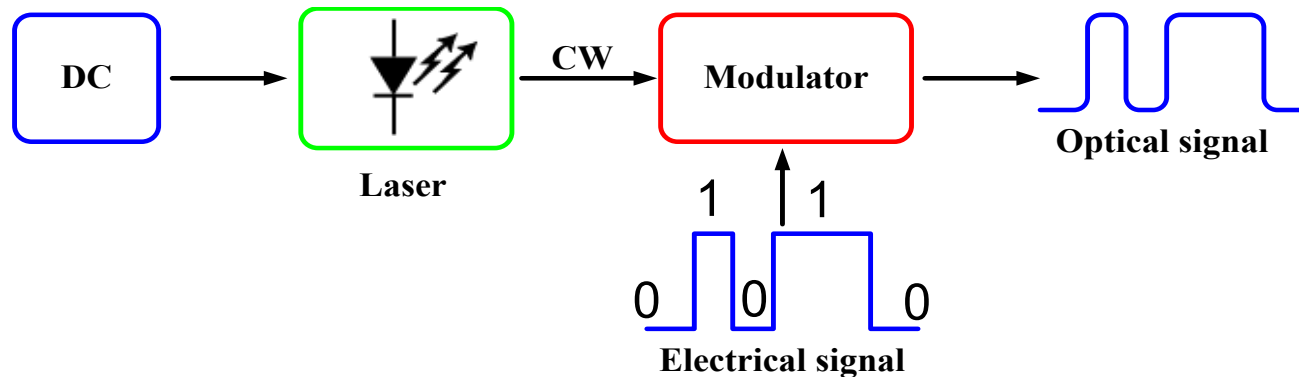 DC
CW
Modulator
Optical signal
Laser
1 1
0 0 0
Electrical signal